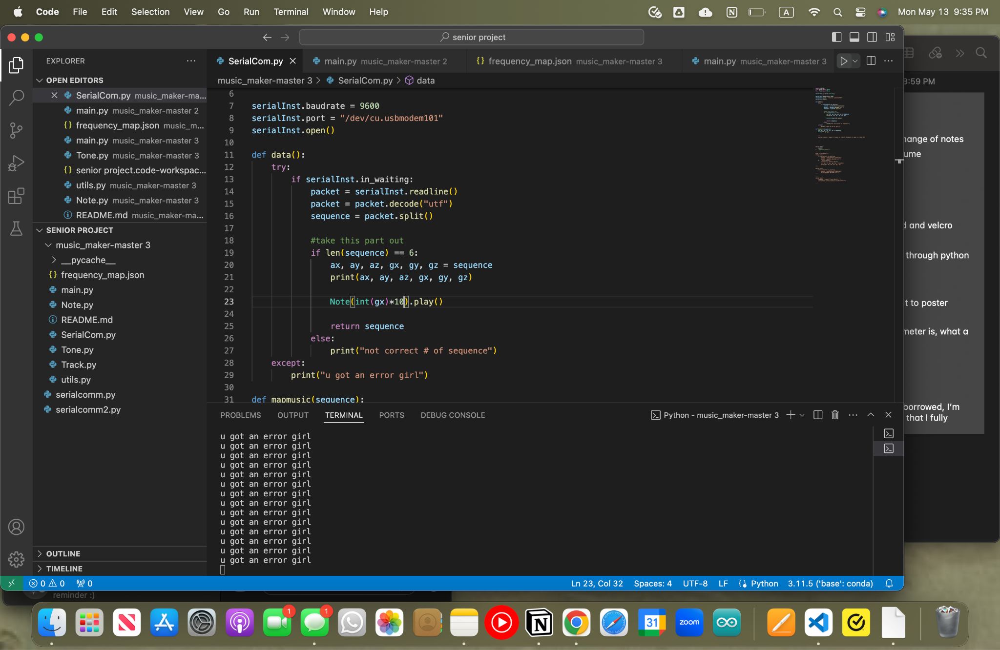 Code File Edit Selection View Go Run Terminal Window Help
A
Mon May 13 9:35 PM
senior project
EXPLORER
OPEN EDITORS
SerialCom.py music_maker-ma...
main.py music_maker-master 2
frequency_map.json music_m...
main.py music_maker-master 3
Tone.py music_maker-master 3
senior project.code-workspac...
utils.py music_maker-master 3
Note.py music_maker-master 3
README.md music_maker-ma...
SENIOR PROJECT
music_maker-master 3
__pycache__
frequency_map.json
main.py
Note.py
README.md
SerialCom.py
Tone.py
Track.py
utils.py
serialcomm.py
serialcomm2.py
OUTLINE
TIMELINE
SerialCom.py
main.py music_maker-master 2
frequency_map.json music_maker-master 3
main.py music_maker-master 3
music_maker-master 3 > SerialCom.py > data
6
7 serialInst.baudrate = 9600
8 serialInst.port = "/dev/cu.usbmodem101"
9 serialInst.open()
10
11 def data():
12 try:
13 if serialInst.in_waiting:
14 packet = serialInst.readline()
15 packet = packet.decode("utf")
16 sequence = packet.split()
17
18 #take this part out
19 if len(sequence) == 6:
20 ax, ay, az, gx, gy, gz = sequence
21 print(ax, ay, az, gx, gy, gz)
22
23 Note(int(gx)*10).play()
24
25 return sequence
26 else:
27 print("not correct # of sequence")
28 except:
29 print("u got an error girl")
30
31 def mapmusic(sequence):
PROBLEMS OUTPUT TERMINAL PORTS DEBUG CONSOLE
Python - music_maker-master 3
u got an error girl
u got an error girl
u got an error girl
u got an error girl
u got an error girl
u got an error girl
u got an error girl
u got an error girl
u got an error girl
u got an error girl
u got an error girl
u got an error girl
u got an error girl
u got an error girl
0 0 0
Ln 23, Col 32 Spaces: 4 UTF-8 LF Python 3.11.5 ('base': conda)
3:59 PM
ange of notes
ume
and velcro
through python
t to poster
meter is, what a
borrowed, I'm
that I fully
reminder :)
1
1
31
zoom